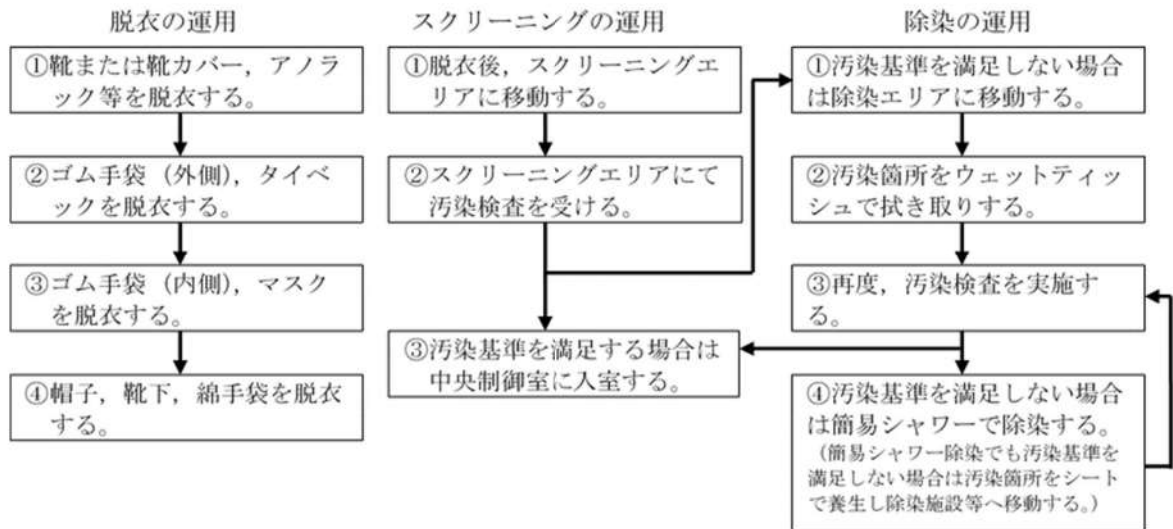 脱衣の運用
①靴または靴カバー，アノラ
ック等を脱衣する。
②ゴム手袋（外側），タイベ
ックを脱衣する。
③ゴム手袋（内側），マスク
を脱衣する。
④帽子，靴下，綿手袋を脱衣
する。
スクリーニングの運用
①脱衣後，スクリーニングエ
リアに移動する。
②スクリーニングエリアにて
汚染検査を受ける。
③汚染基準を満足する場合は
中央制御室に入室する。
除染の運用
①汚染基準を満足しない場合
は除染エリアに移動する。
②汚染箇所をウェットティッ
シュで拭き取りする。
③再度，汚染検査を実施す
る。
④汚染基準を満足しない場合
は簡易シャワーで除染する。
（簡易シャワー除染でも汚染基準を
満足しない場合は汚染箇所をシート
で養生し除染施設等へ移動する。）